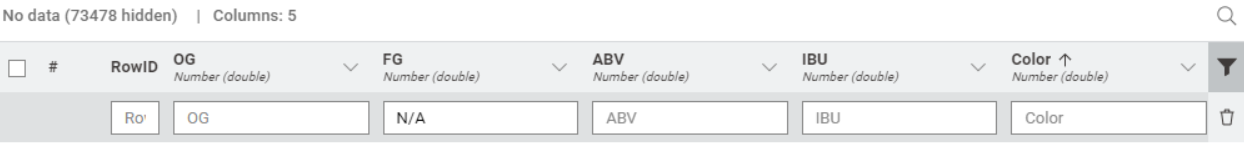 No data (73478 hidden) | Columns: 5
# RowID OG FG ABV IBU Color ↑
Number (double) Number (double) Number (double) Number (double) Number (double)
OG N/A ABV IBU Color